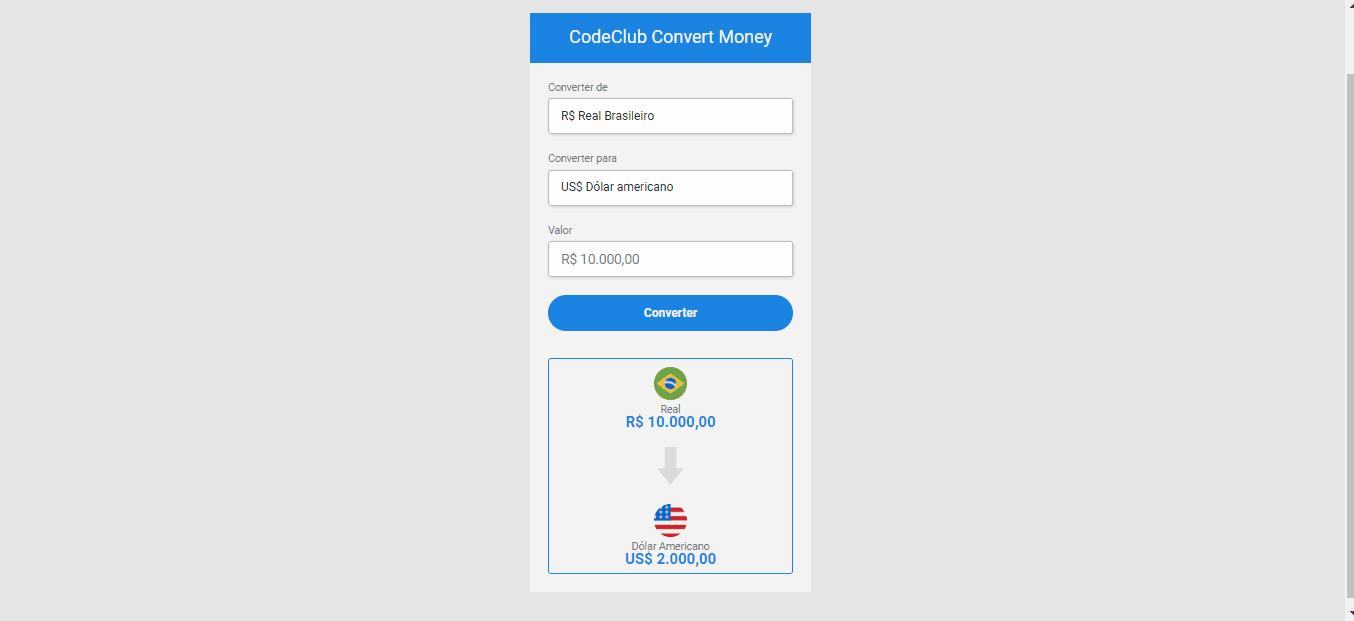 CodeClub Convert Money
Converter de
R$ Real Brasileiro
Converter para
US$ Dólar americano
Valor
R$ 10.000,00
Converter
Real
R$ 10.000,00
Dólar Americano
US$ 2.000,00